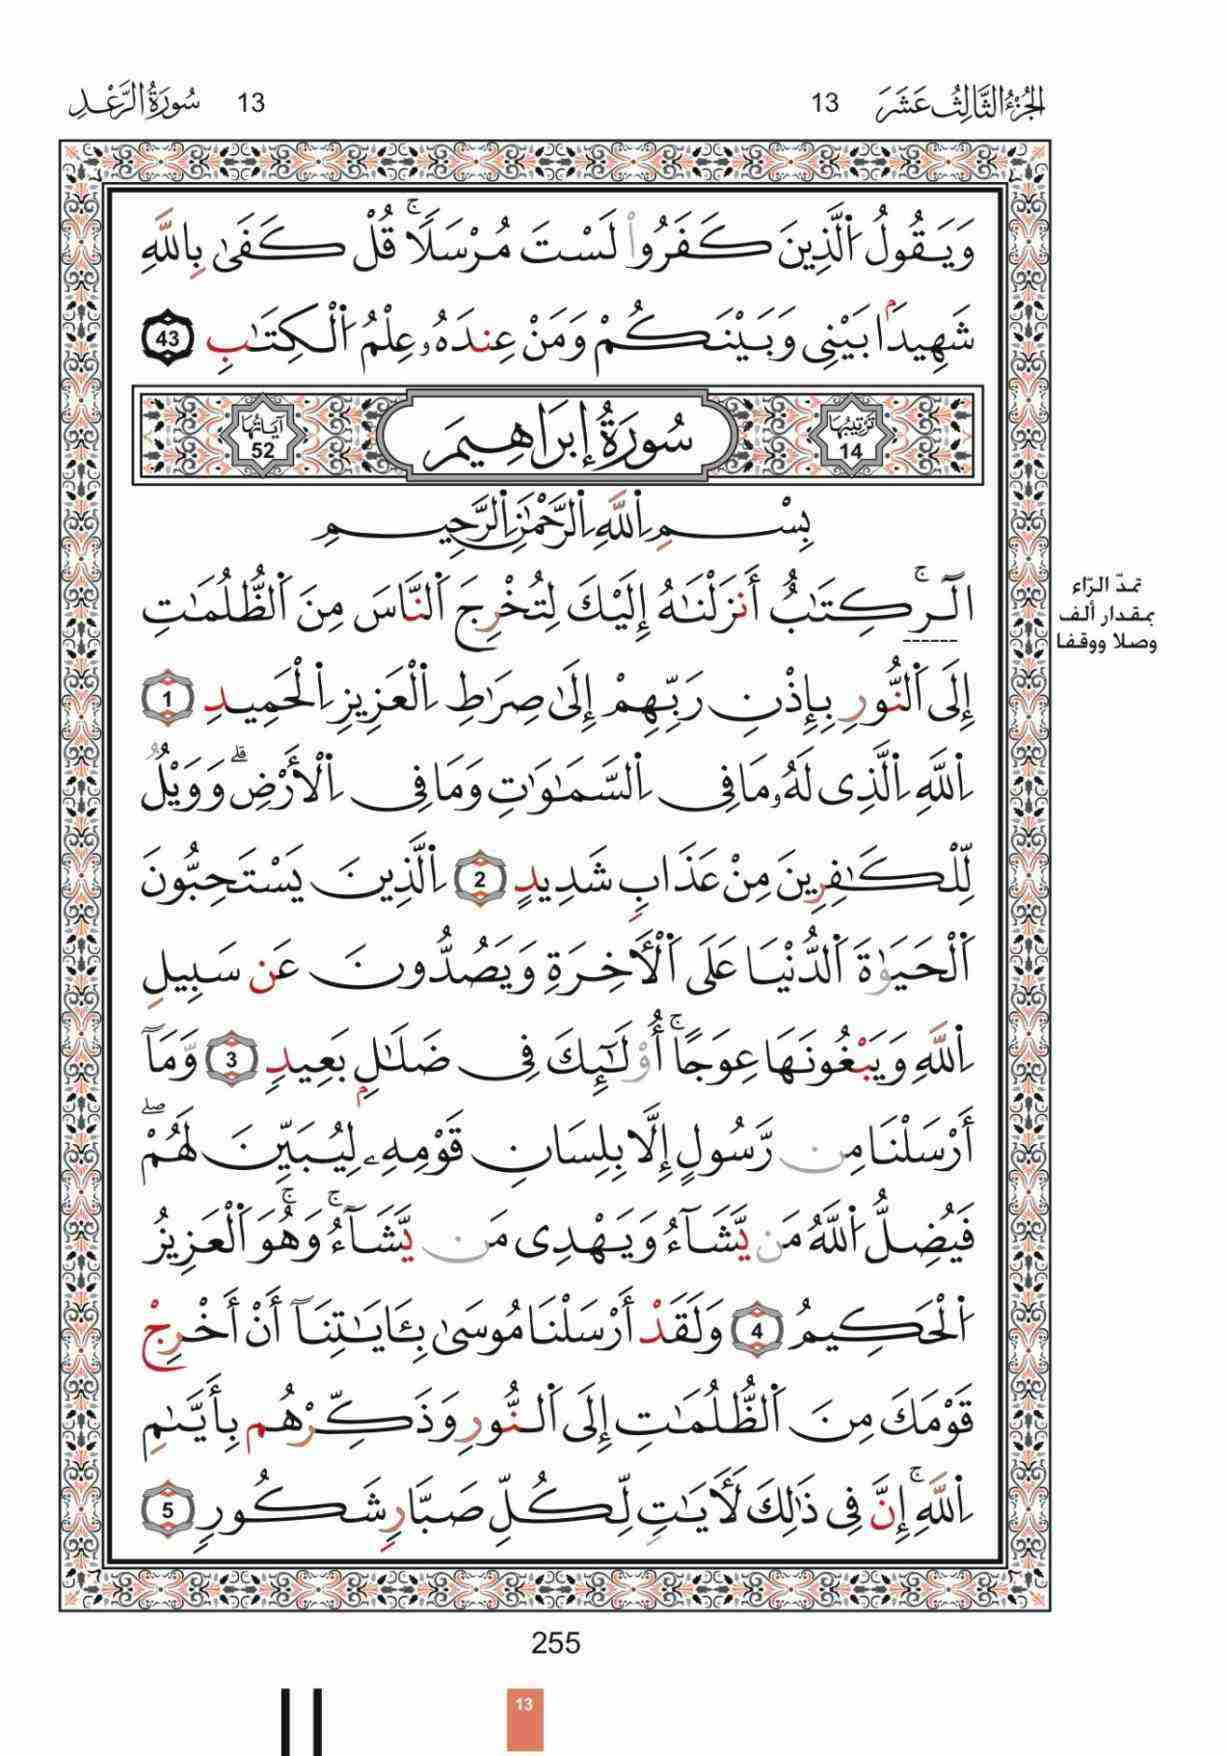 الجُزْءُ الثَّالِثُ عَشَرَ 13
13 سُورَةُ الرَّعْدِ
وَيَقُولُ ٱلَّذِينَ كَفَرُواْ لَسْتَ مُرْسَلًاۚ قُلْ كَفَىٰ بِٱللَّهِ
شَهِيدَۢا بَيْنِى وَبَيْنَكُمْ وَمَنْ عِندَهُۥ عِلْمُ ٱلْكِتَـٰبِ 43
تَرْتِيبُهَا 14
سُورَةُ إِبْرَاهِيمَ
آيَاتُهَا 52
بِسْمِ ٱللَّهِ ٱلرَّحْمَـٰنِ ٱلرَّحِيمِ
الٓرۚ كِتَـٰبٌ أَنزَلْنَـٰهُ إِلَيْكَ لِتُخْرِجَ ٱلنَّاسَ مِنَ ٱلظُّلُمَـٰتِ
إِلَى ٱلنُّورِ بِإِذْنِ رَبِّهِمْ إِلَىٰ صِرَٰطِ ٱلْعَزِيزِ ٱلْحَمِيدِ 1
ٱللَّهِ ٱلَّذِى لَهُۥ مَا فِى ٱلسَّمَـٰوَٰتِ وَمَا فِى ٱلْأَرْضِۗ وَوَيْلٌ
لِّلْكَـٰفِرِينَ مِنْ عَذَابٍ شَدِيدٍ 2 ٱلَّذِينَ يَسْتَحِبُّونَ
ٱلْحَيَوٰةَ ٱلدُّنْيَا عَلَى ٱلْأَخِرَةِ وَيَصُدُّونَ عَن سَبِيلِ
ٱللَّهِ وَيَبْغُونَهَا عِوَجًاۚ أُوْلَـٰٓئِكَ فِى ضَلَـٰلِۭ بَعِيدٍ 3 وَمَآ
أَرْسَلْنَا مِن رَّسُولٍ إِلَّا بِلِسَانِ قَوْمِهِۦ لِيُبَيِّنَ لَهُمْۖ
فَيُضِلُّ ٱللَّهُ مَن يَّشَآءُ وَيَهْدِى مَن يَّشَآءُۚ وَهُوَ ٱلْعَزِيزُ
ٱلْحَكِيمُ 4 وَلَقَدْ أَرْسَلْنَا مُوسَىٰ بِـَٔايَـٰتِنَآ أَنْ أَخْرِجْ
قَوْمَكَ مِنَ ٱلظُّلُمَـٰتِ إِلَى ٱلنُّورِ وَذَكِّرْهُم بِأَيَّـٰمِ
ٱللَّهِۚ إِنَّ فِى ذَٰلِكَ لَأَيَـٰتٍ لِّكُلِّ صَبَّارٍ شَكُورٍ 5
تمدّ الرّاء
بمقدار ألف
وصلا ووقفا
255
13